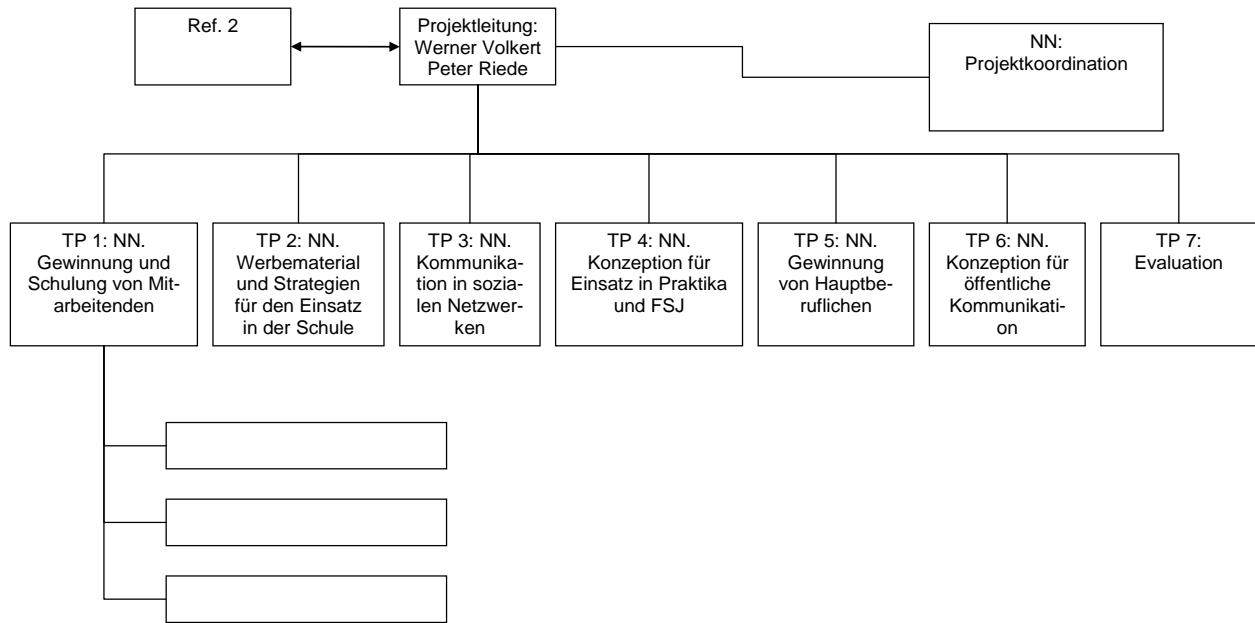 Ref. 2
Projektleitung:
Werner Volkert
Peter Riede
NN:
Projektkoordination
TP 1: NN.
Gewinnung und
Schulung von Mit-
arbeitenden
TP 2: NN.
Werbematerial
und Strategien
für den Einsatz
in der Schule
TP 3: NN.
Kommunika-
tion in sozia-
len Netzwer-
ken
TP 4: NN.
Konzeption für
Einsatz in Praktika
und FSJ
TP 5: NN.
Gewinnung
von Hauptbe-
ruflichen
TP 6: NN.
Konzeption für
öffentliche
Kommunikati-
on
TP 7:
Evaluation